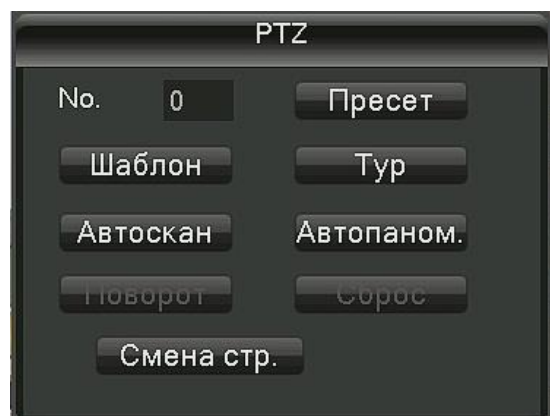 PTZ
No. 0 Пресет
Шаблон Тур
Автоскан Автопаном.
Поворот Сброс
Смена стр.